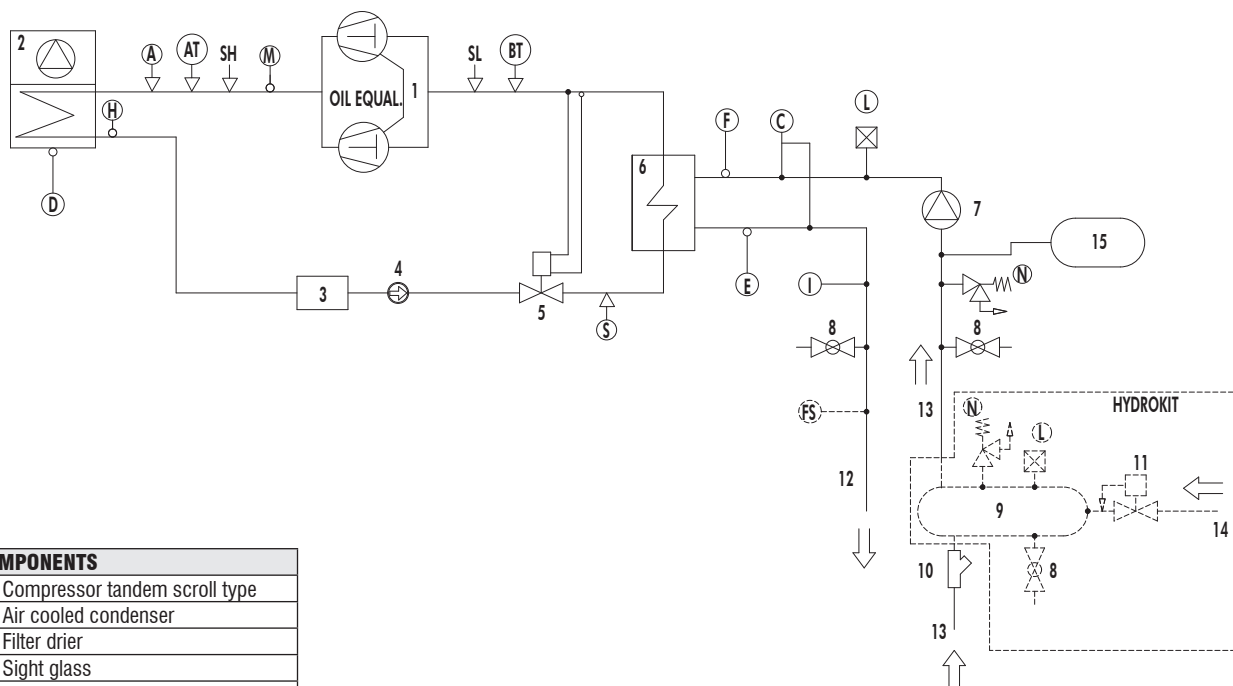 2
A
AT
SH
M
H
D
OIL EQUAL.
1
SL
BT
6
F
C
L
7
15
N
E
I
3
4
5
S
8
8
FS
12
13
HYDROKIT
N
L
11
9
14
10
8
13
MPONENTS
Compressor tandem scroll type
Air cooled condenser
Filter drier
Sight glass